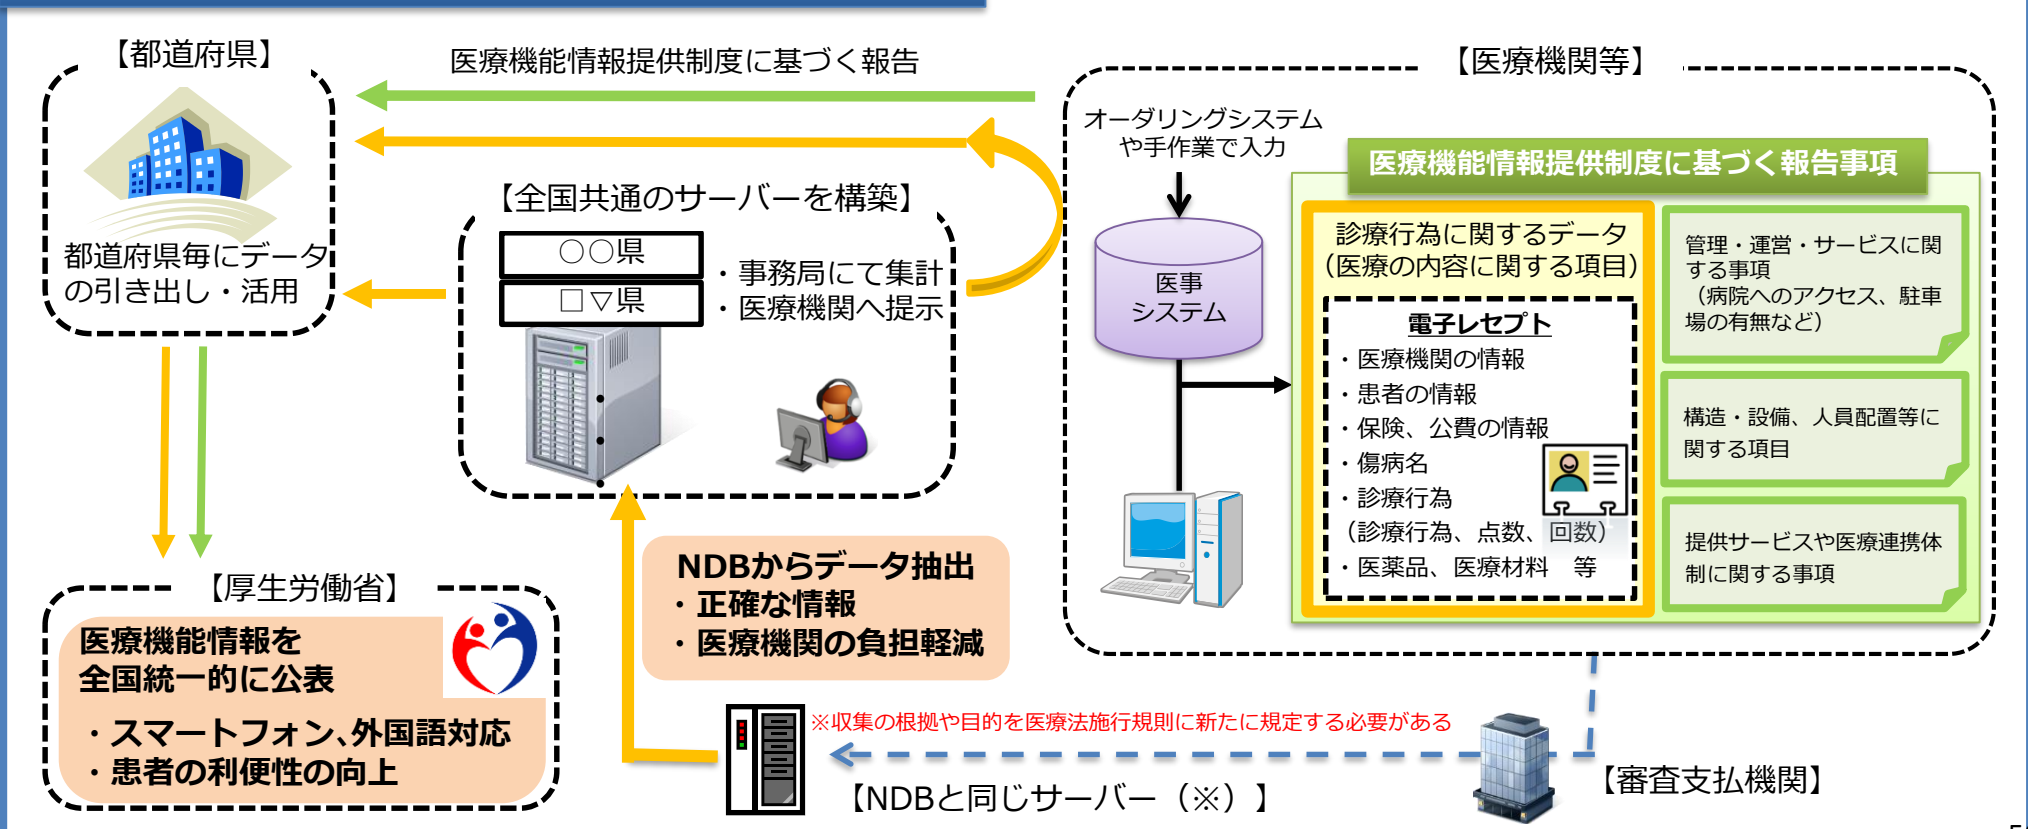 【都道府県】
都道府県毎にデータ
の引き出し・活用
医療機能情報提供制度に基づく報告
【全国共通のサーバーを構築】
○○県
□▽県
・事務局にて集計
・医療機関へ提示
【医療機関等】
オーダリングシステム
や手作業で入力
医事
システム
医療機能情報提供制度に基づく報告事項
診療行為に関するデータ
（医療の内容に関する項目）
電子レセプト
・医療機関の情報
・患者の情報
・保険、公費の情報
・傷病名
・診療行為
（診療行為、点数、回数）
・医薬品、医療材料　等
管理・運営・サービスに関
する事項
（病院へのアクセス、駐車
場の有無など）
構造・設備、人員配置等に
関する項目
提供サービスや医療連携体
制に関する事項
【厚生労働省】
医療機能情報を
全国統一的に公表
・スマートフォン､外国語対応
・患者の利便性の向上
NDBからデータ抽出
・正確な情報
・医療機関の負担軽減
※収集の根拠や目的を医療法施行規則に新たに規定する必要がある
【NDBと同じサーバー（※）】
【審査支払機関】